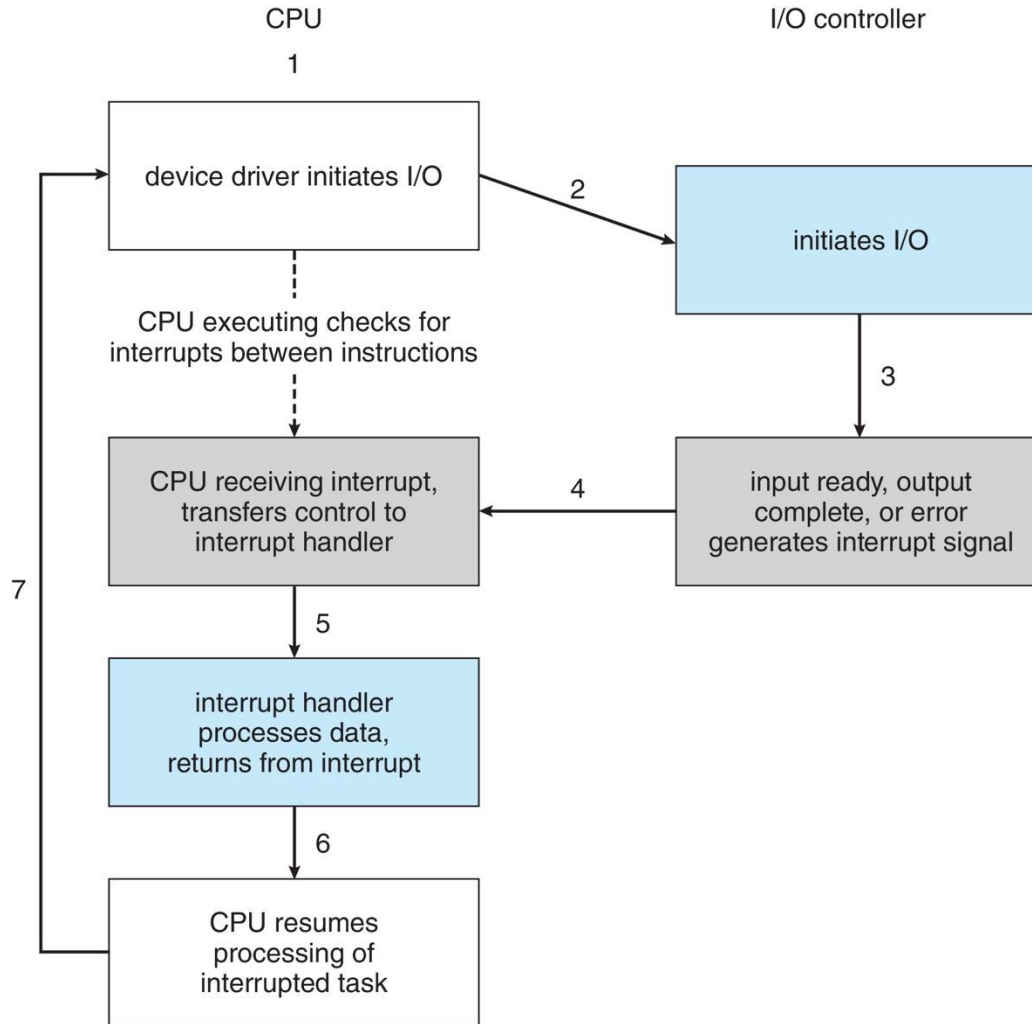 CPU
I/O controller
1
device driver initiates I/O
2
initiates I/O
CPU executing checks for
interrupts between instructions
3
CPU receiving interrupt,
transfers control to
interrupt handler
4
input ready, output
complete, or error
generates interrupt signal
7
5
interrupt handler
processes data,
returns from interrupt
6
CPU resumes
processing of
interrupted task